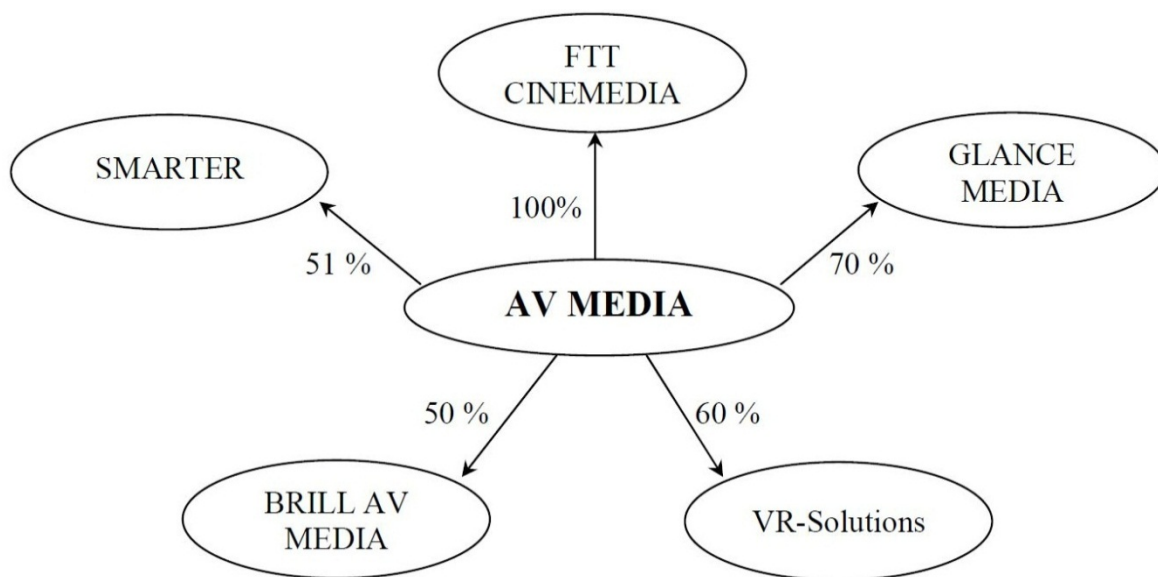 FTT
CINEMEDIA
SMARTER
GLANCE
MEDIA
100%
51 %
70 %
AV MEDIA
50 %
60 %
BRILL AV
MEDIA
VR-Solutions